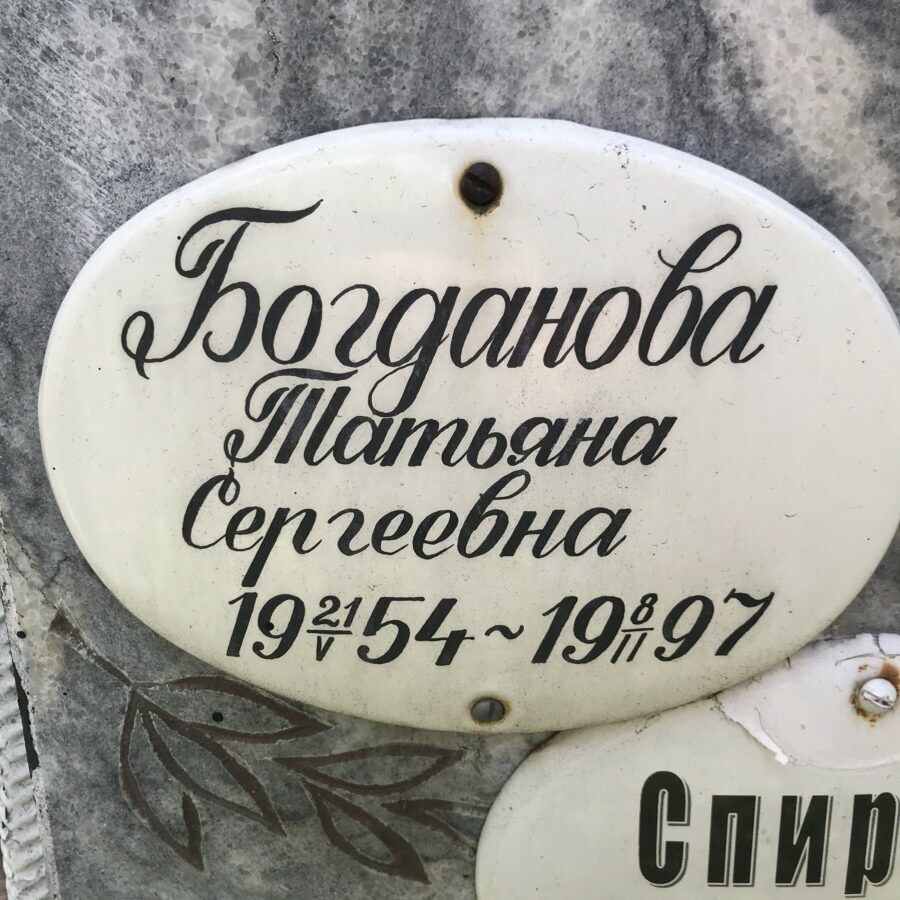 Богданова
Татьяна
Сергеевна
19 21/V 54 ~ 19 8/II 97
Спир